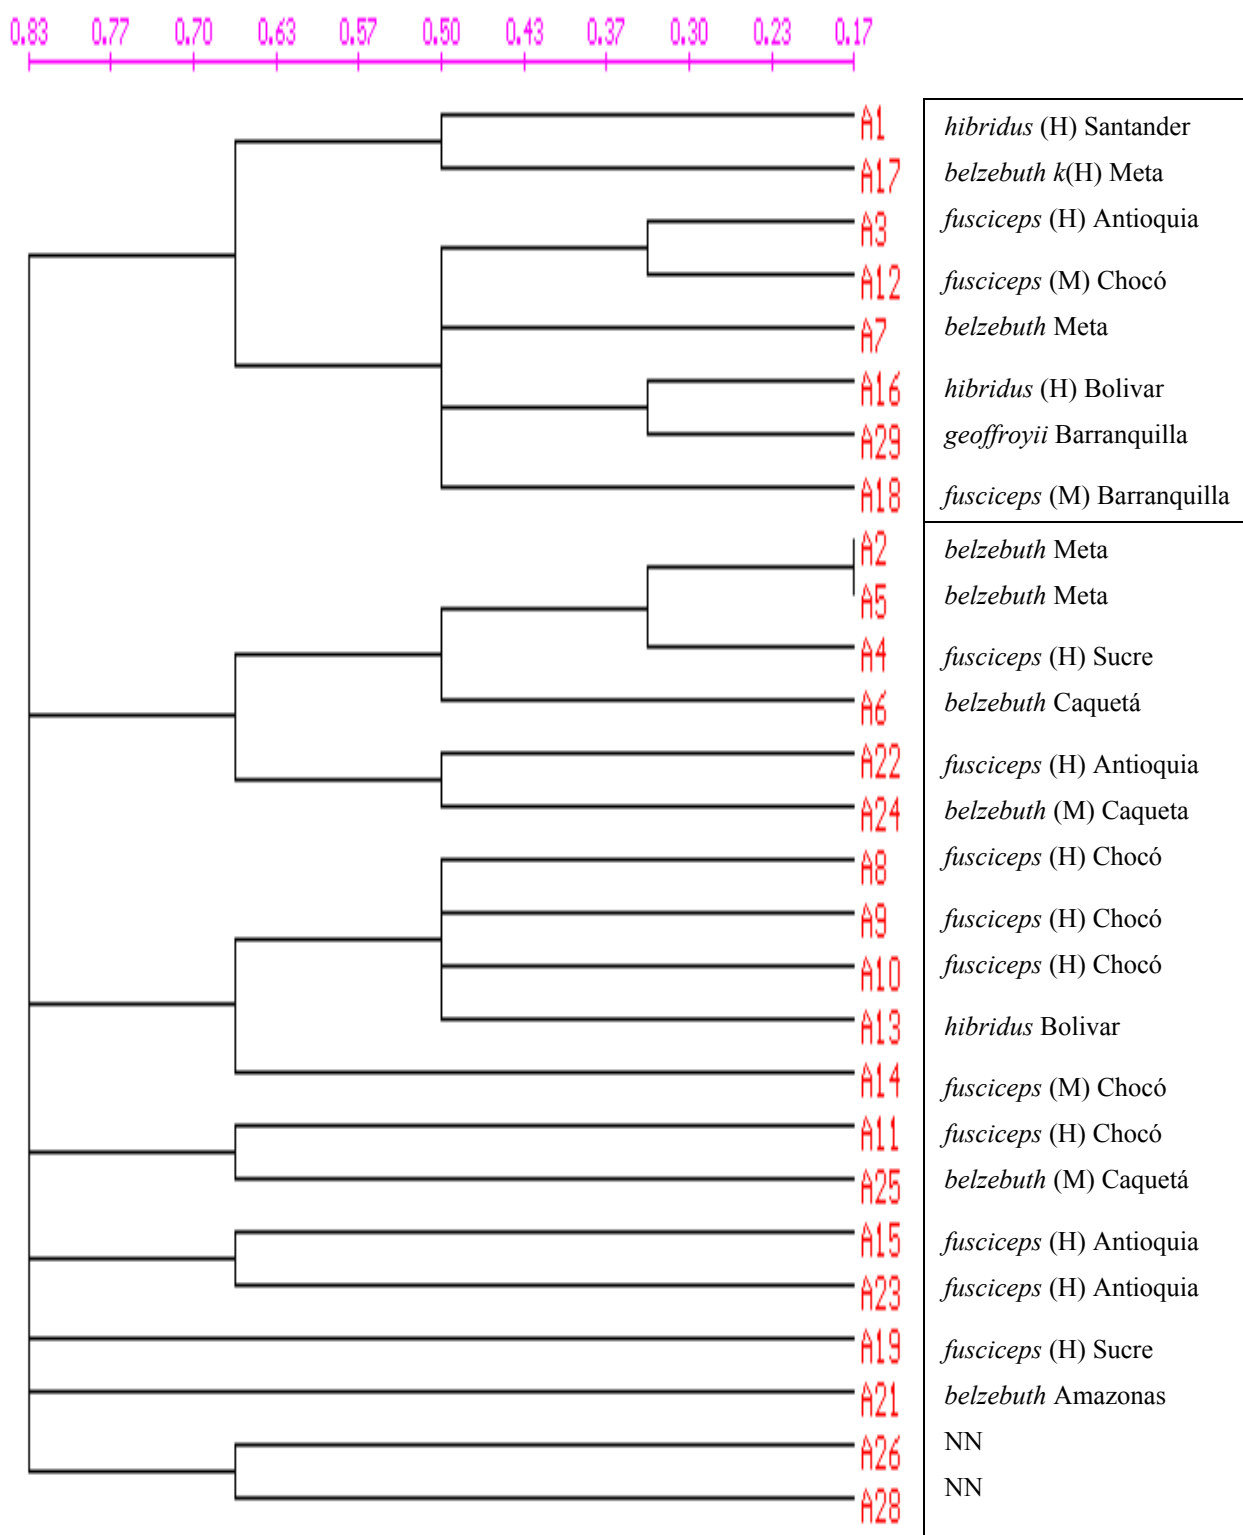 0.83 0.77 0.70 0.63 0.57 0.50 0.43 0.37 0.30 0.23 0.17
A1 hibridus (H) Santander
A17 belzebuth k(H) Meta
A3 fusciceps (H) Antioquia
A12 fusciceps (M) Chocó
A7 belzebuth Meta
A16 hibridus (H) Bolivar
A29 geoffroyii Barranquilla
A18 fusciceps (M) Barranquilla
A2 belzebuth Meta
A5 belzebuth Meta
A4 fusciceps (H) Sucre
A6 belzebuth Caquetá
A22 fusciceps (H) Antioquia
A24 belzebuth (M) Caqueta
A8 fusciceps (H) Chocó
A9 fusciceps (H) Chocó
A10 fusciceps (H) Chocó
A13 hibridus Bolivar
A14 fusciceps (M) Chocó
A11 fusciceps (H) Chocó
A25 belzebuth (M) Caquetá
A15 fusciceps (H) Antioquia
A23 fusciceps (H) Antioquia
A19 fusciceps (H) Sucre
A21 belzebuth Amazonas
A26 NN
A28 NN